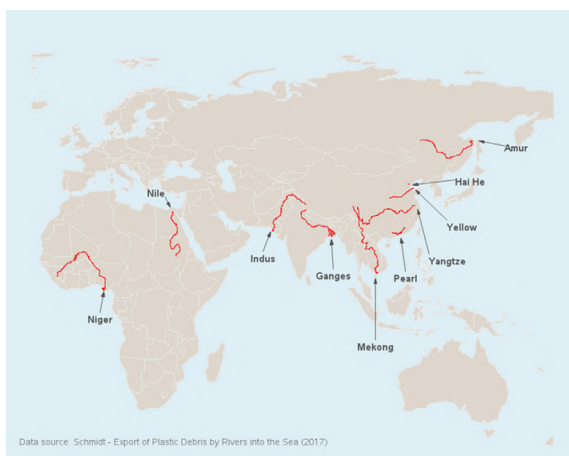 Amur
Hai He
Nile
Yellow
Indus
Yangtze
Ganges
Pearl
Niger
Mekong
Data source: Schmidt - Export of Plastic Debris by Rivers into the Sea (2017)